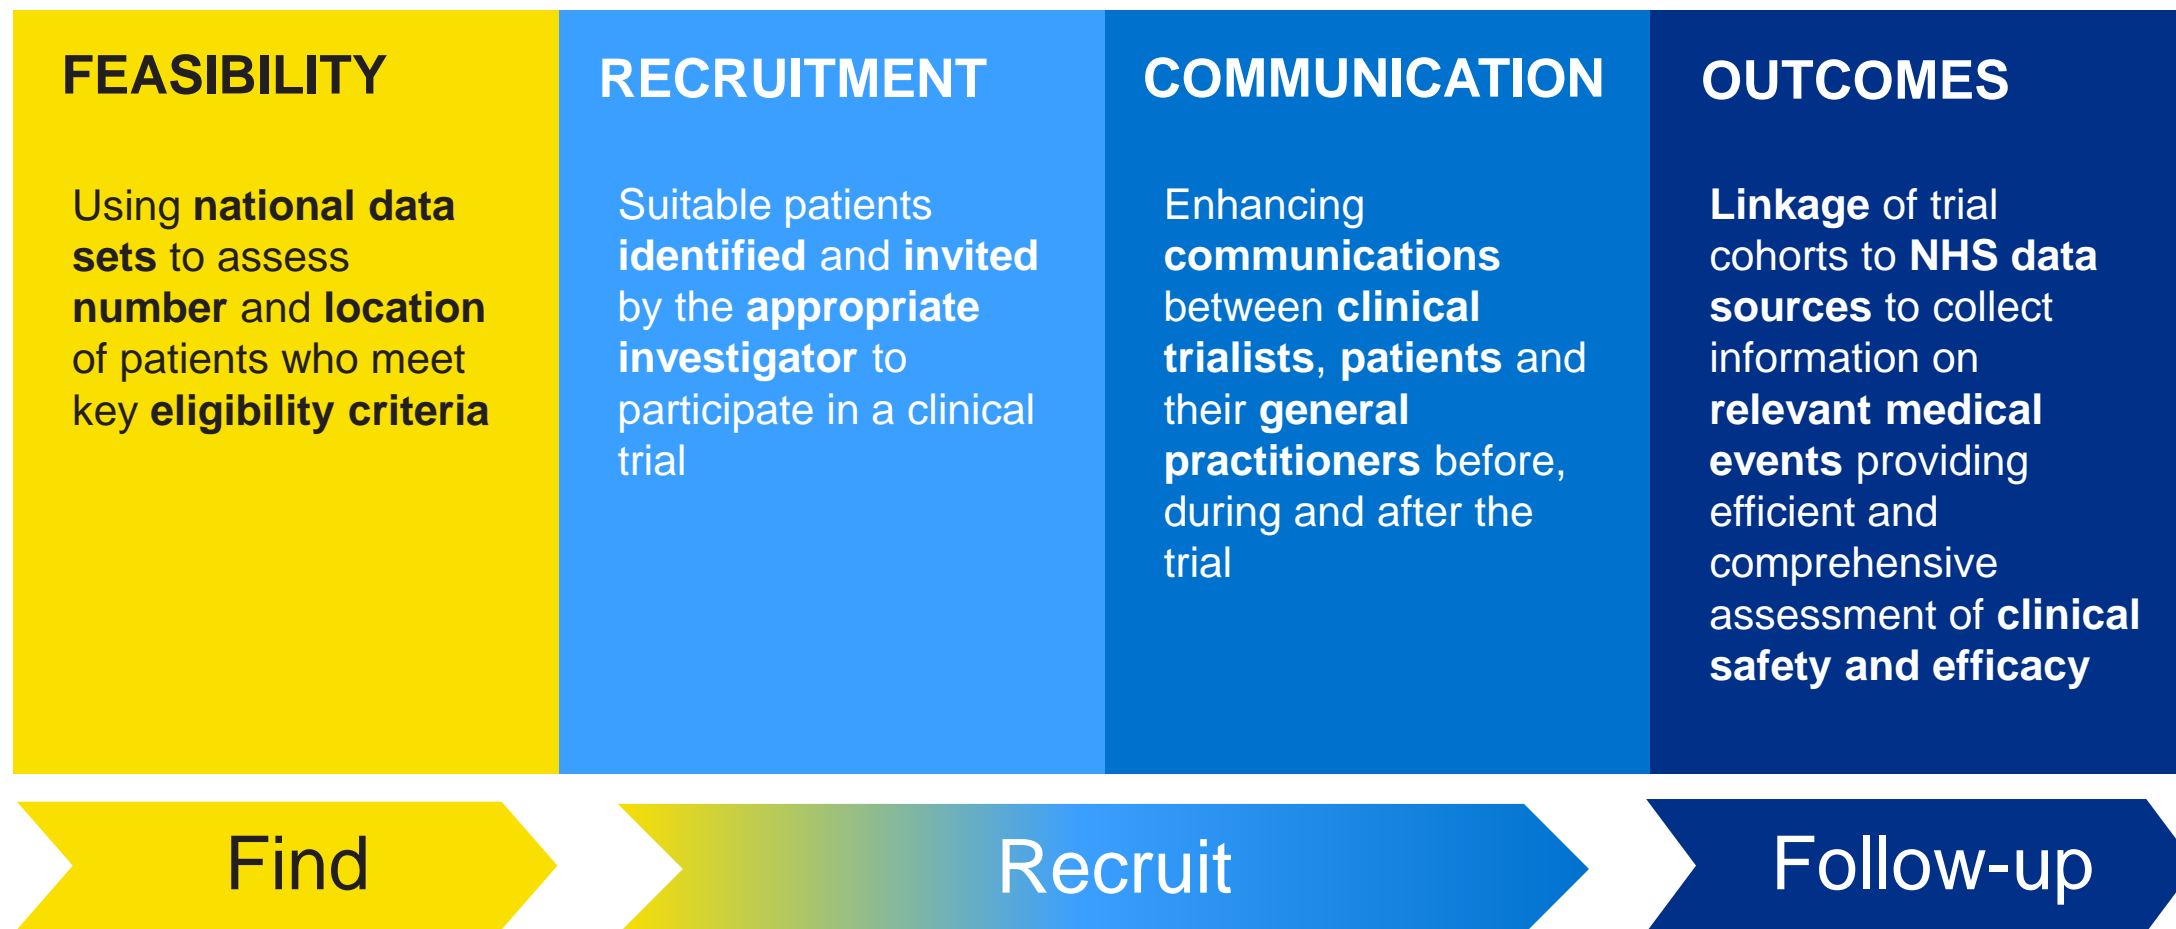 FEASIBILITY
Using national data
sets to assess
number and location
of patients who meet
key eligibility criteria
RECRUITMENT
Suitable patients
identified and invited
by the appropriate
investigator to
participate in a clinical
trial
COMMUNICATION
Enhancing
communications
between clinical
trialists, patients and
their general
practitioners before,
during and after the
trial
OUTCOMES
Linkage of trial
cohorts to NHS data
sources to collect
information on
relevant medical
events providing
efficient and
comprehensive
assessment of clinical
safety and efficacy
Find
Recruit
Follow-up